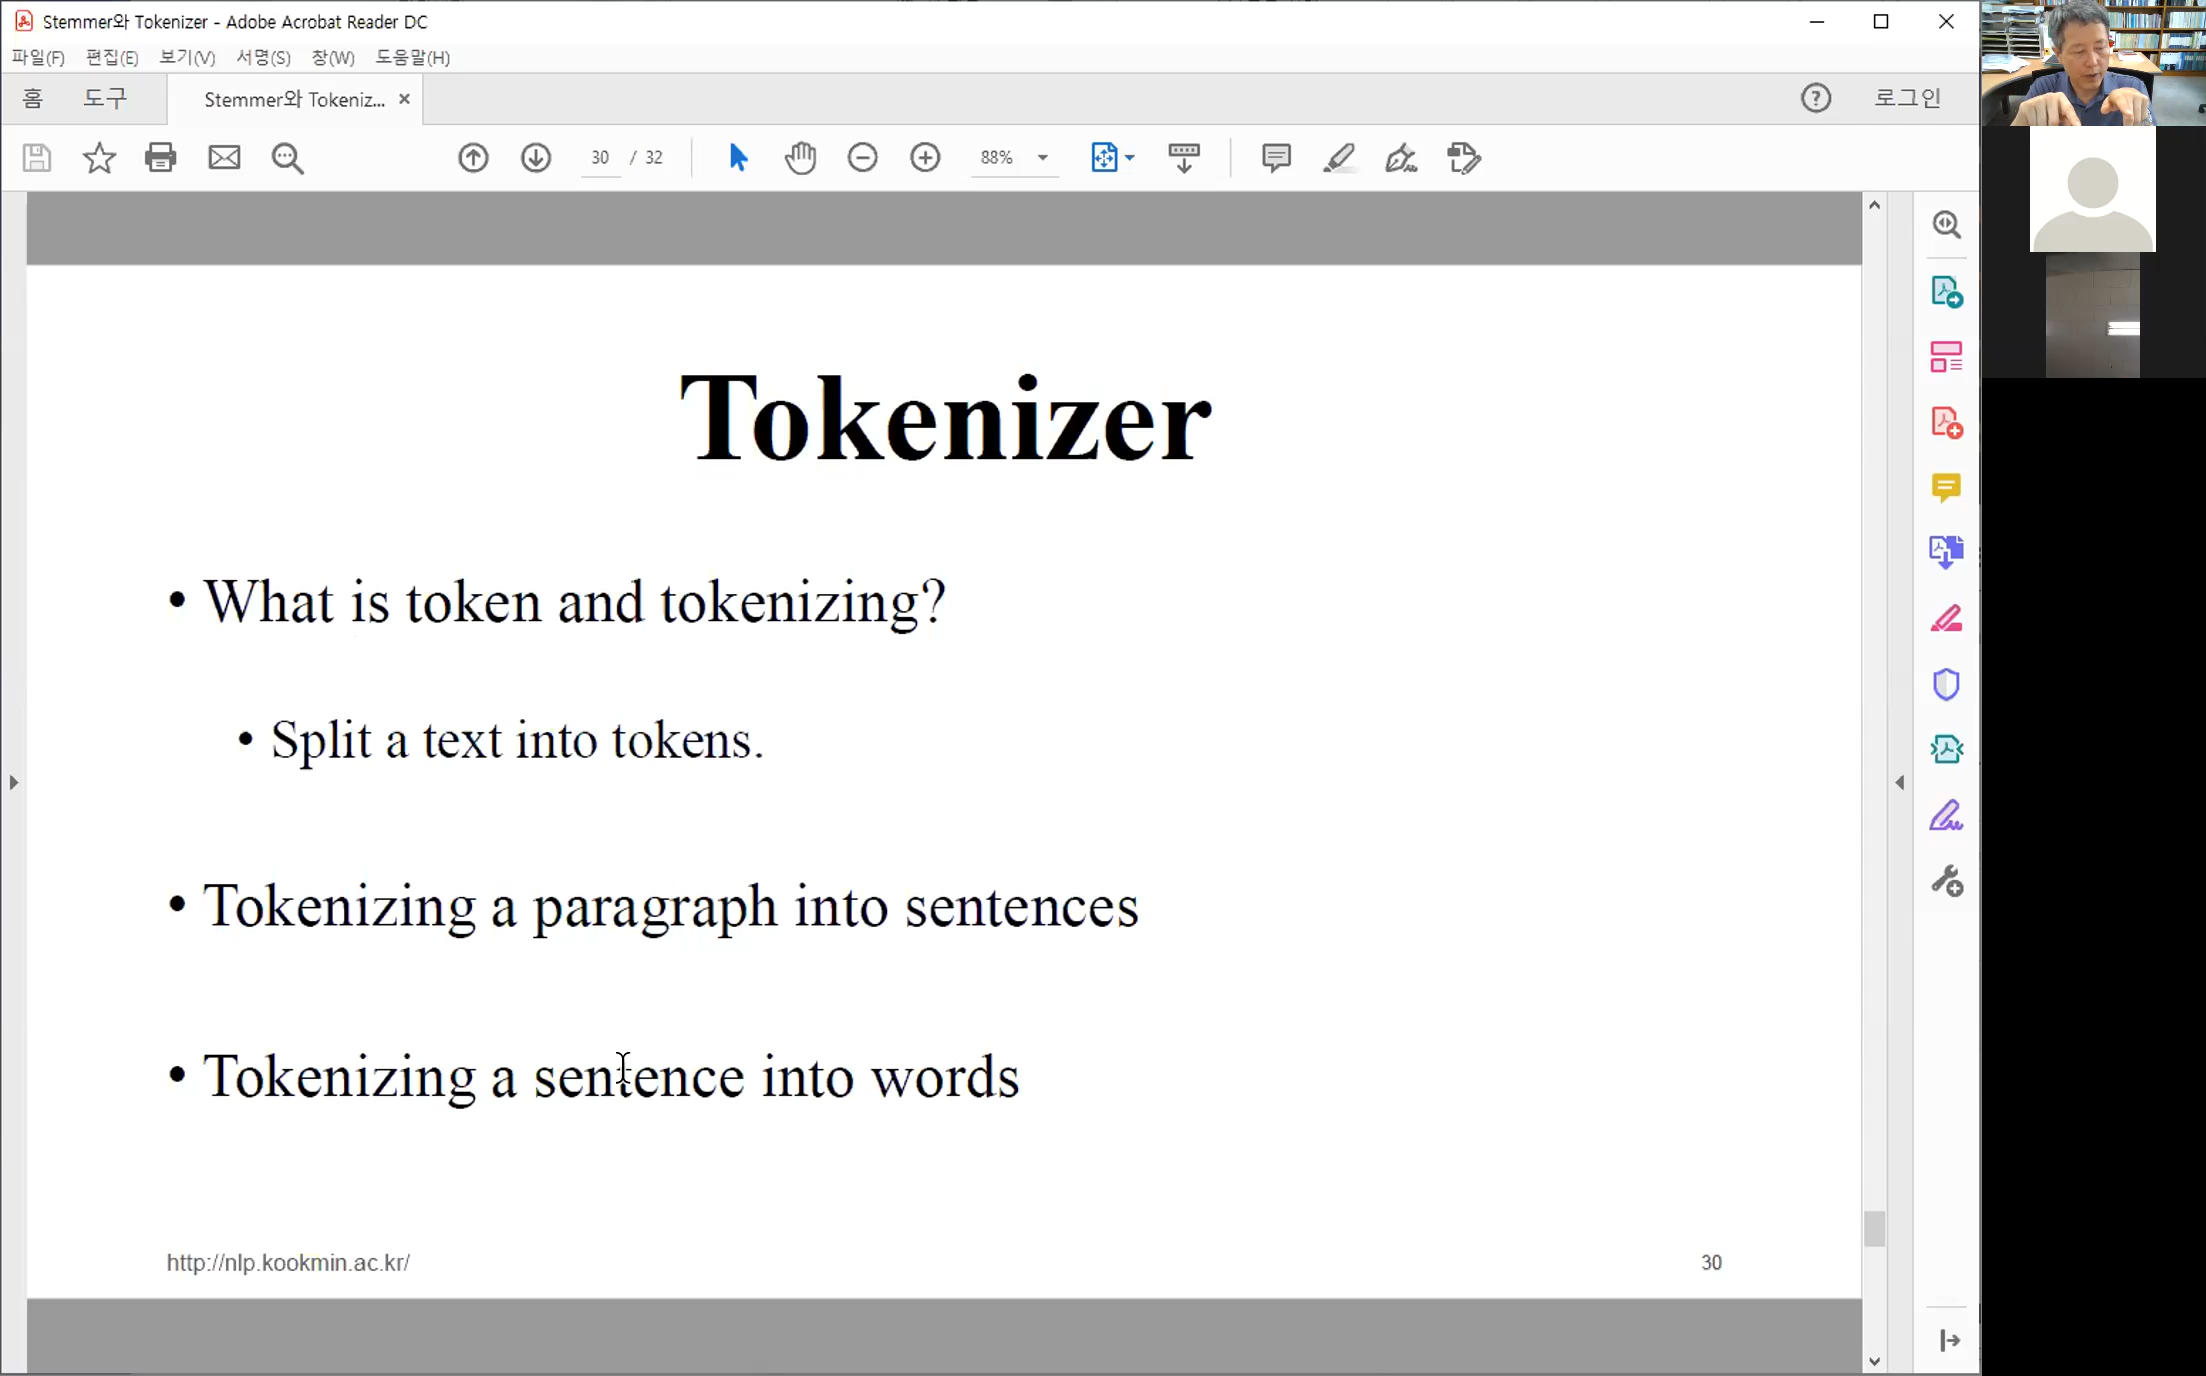 Stemmer와 Tokenizer - Adobe Acrobat Reader DC
파일(F) 편집(E) 보기(V) 서명(S) 창(W) 도움말(H)
홈 도구 Stemmer와 Tokeniz... 로그인
30 / 32 88%
Tokenizer
• What is token and tokenizing?
• Split a text into tokens.
• Tokenizing a paragraph into sentences
• Tokenizing a sentence into words
http://nlp.kookmin.ac.kr/ 30